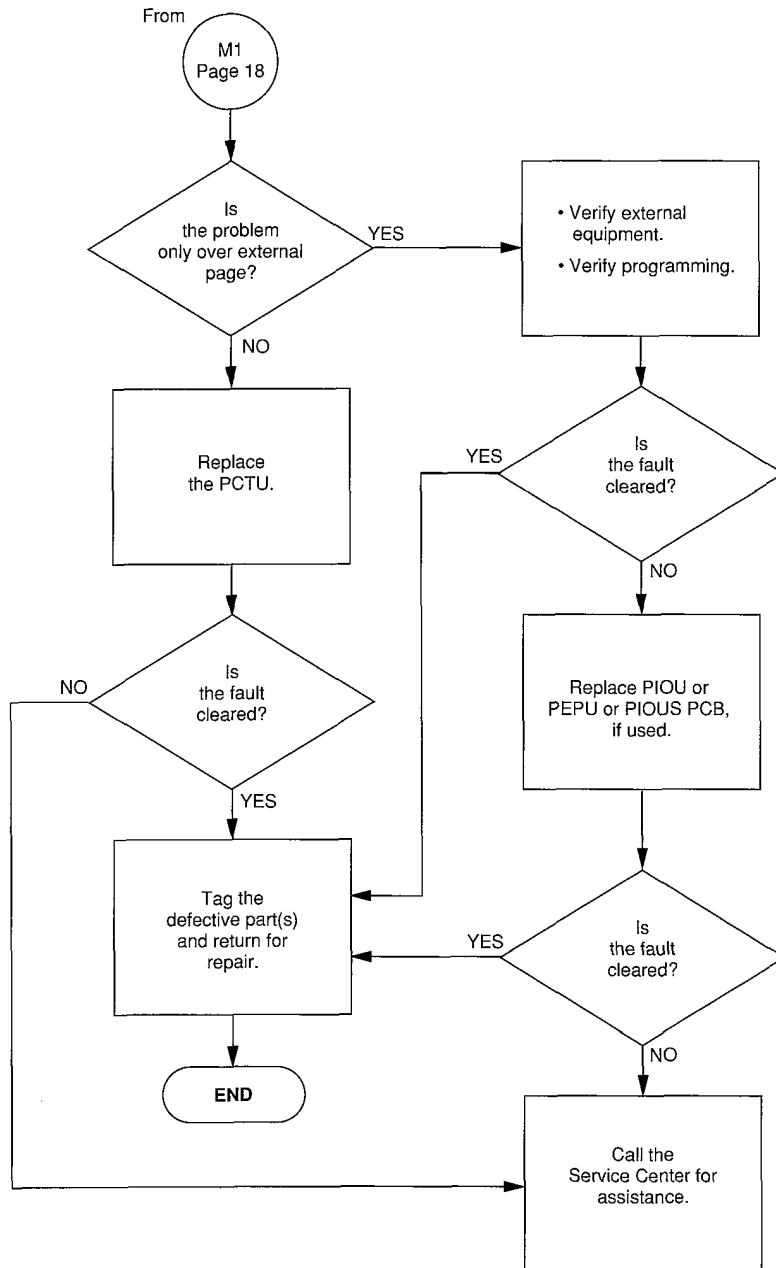 From
M1
Page 18
Is
the problem
only over external
page?
YES
NO
• Verify external
equipment.
• Verify programming.
Replace
the PCTU.
Is
the fault
cleared?
YES
NO
Is
the fault
cleared?
NO
YES
Replace PIOU or
PEPU or PIOUS PCB,
if used.
Tag the
defective part(s)
and return for
repair.
Is
the fault
cleared?
YES
NO
END
Call the
Service Center for
assistance.